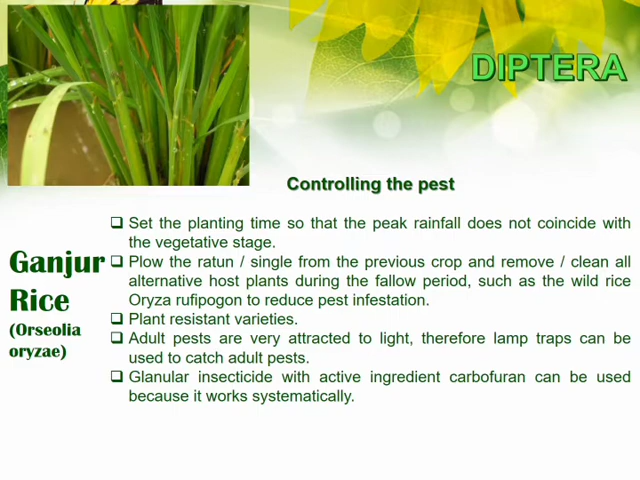 DIPTERA
Controlling the pest
Ganjur
Rice
(Orseolia
oryzae)
❑ Set the planting time so that the peak rainfall does not coincide with
the vegetative stage.
❑ Plow the ratun / single from the previous crop and remove / clean all
alternative host plants during the fallow period, such as the wild rice
Oryza rufipogon to reduce pest infestation.
❑ Plant resistant varieties.
❑ Adult pests are very attracted to light, therefore lamp traps can be
used to catch adult pests.
❑ Glanular insecticide with active ingredient carbofuran can be used
because it works systematically.